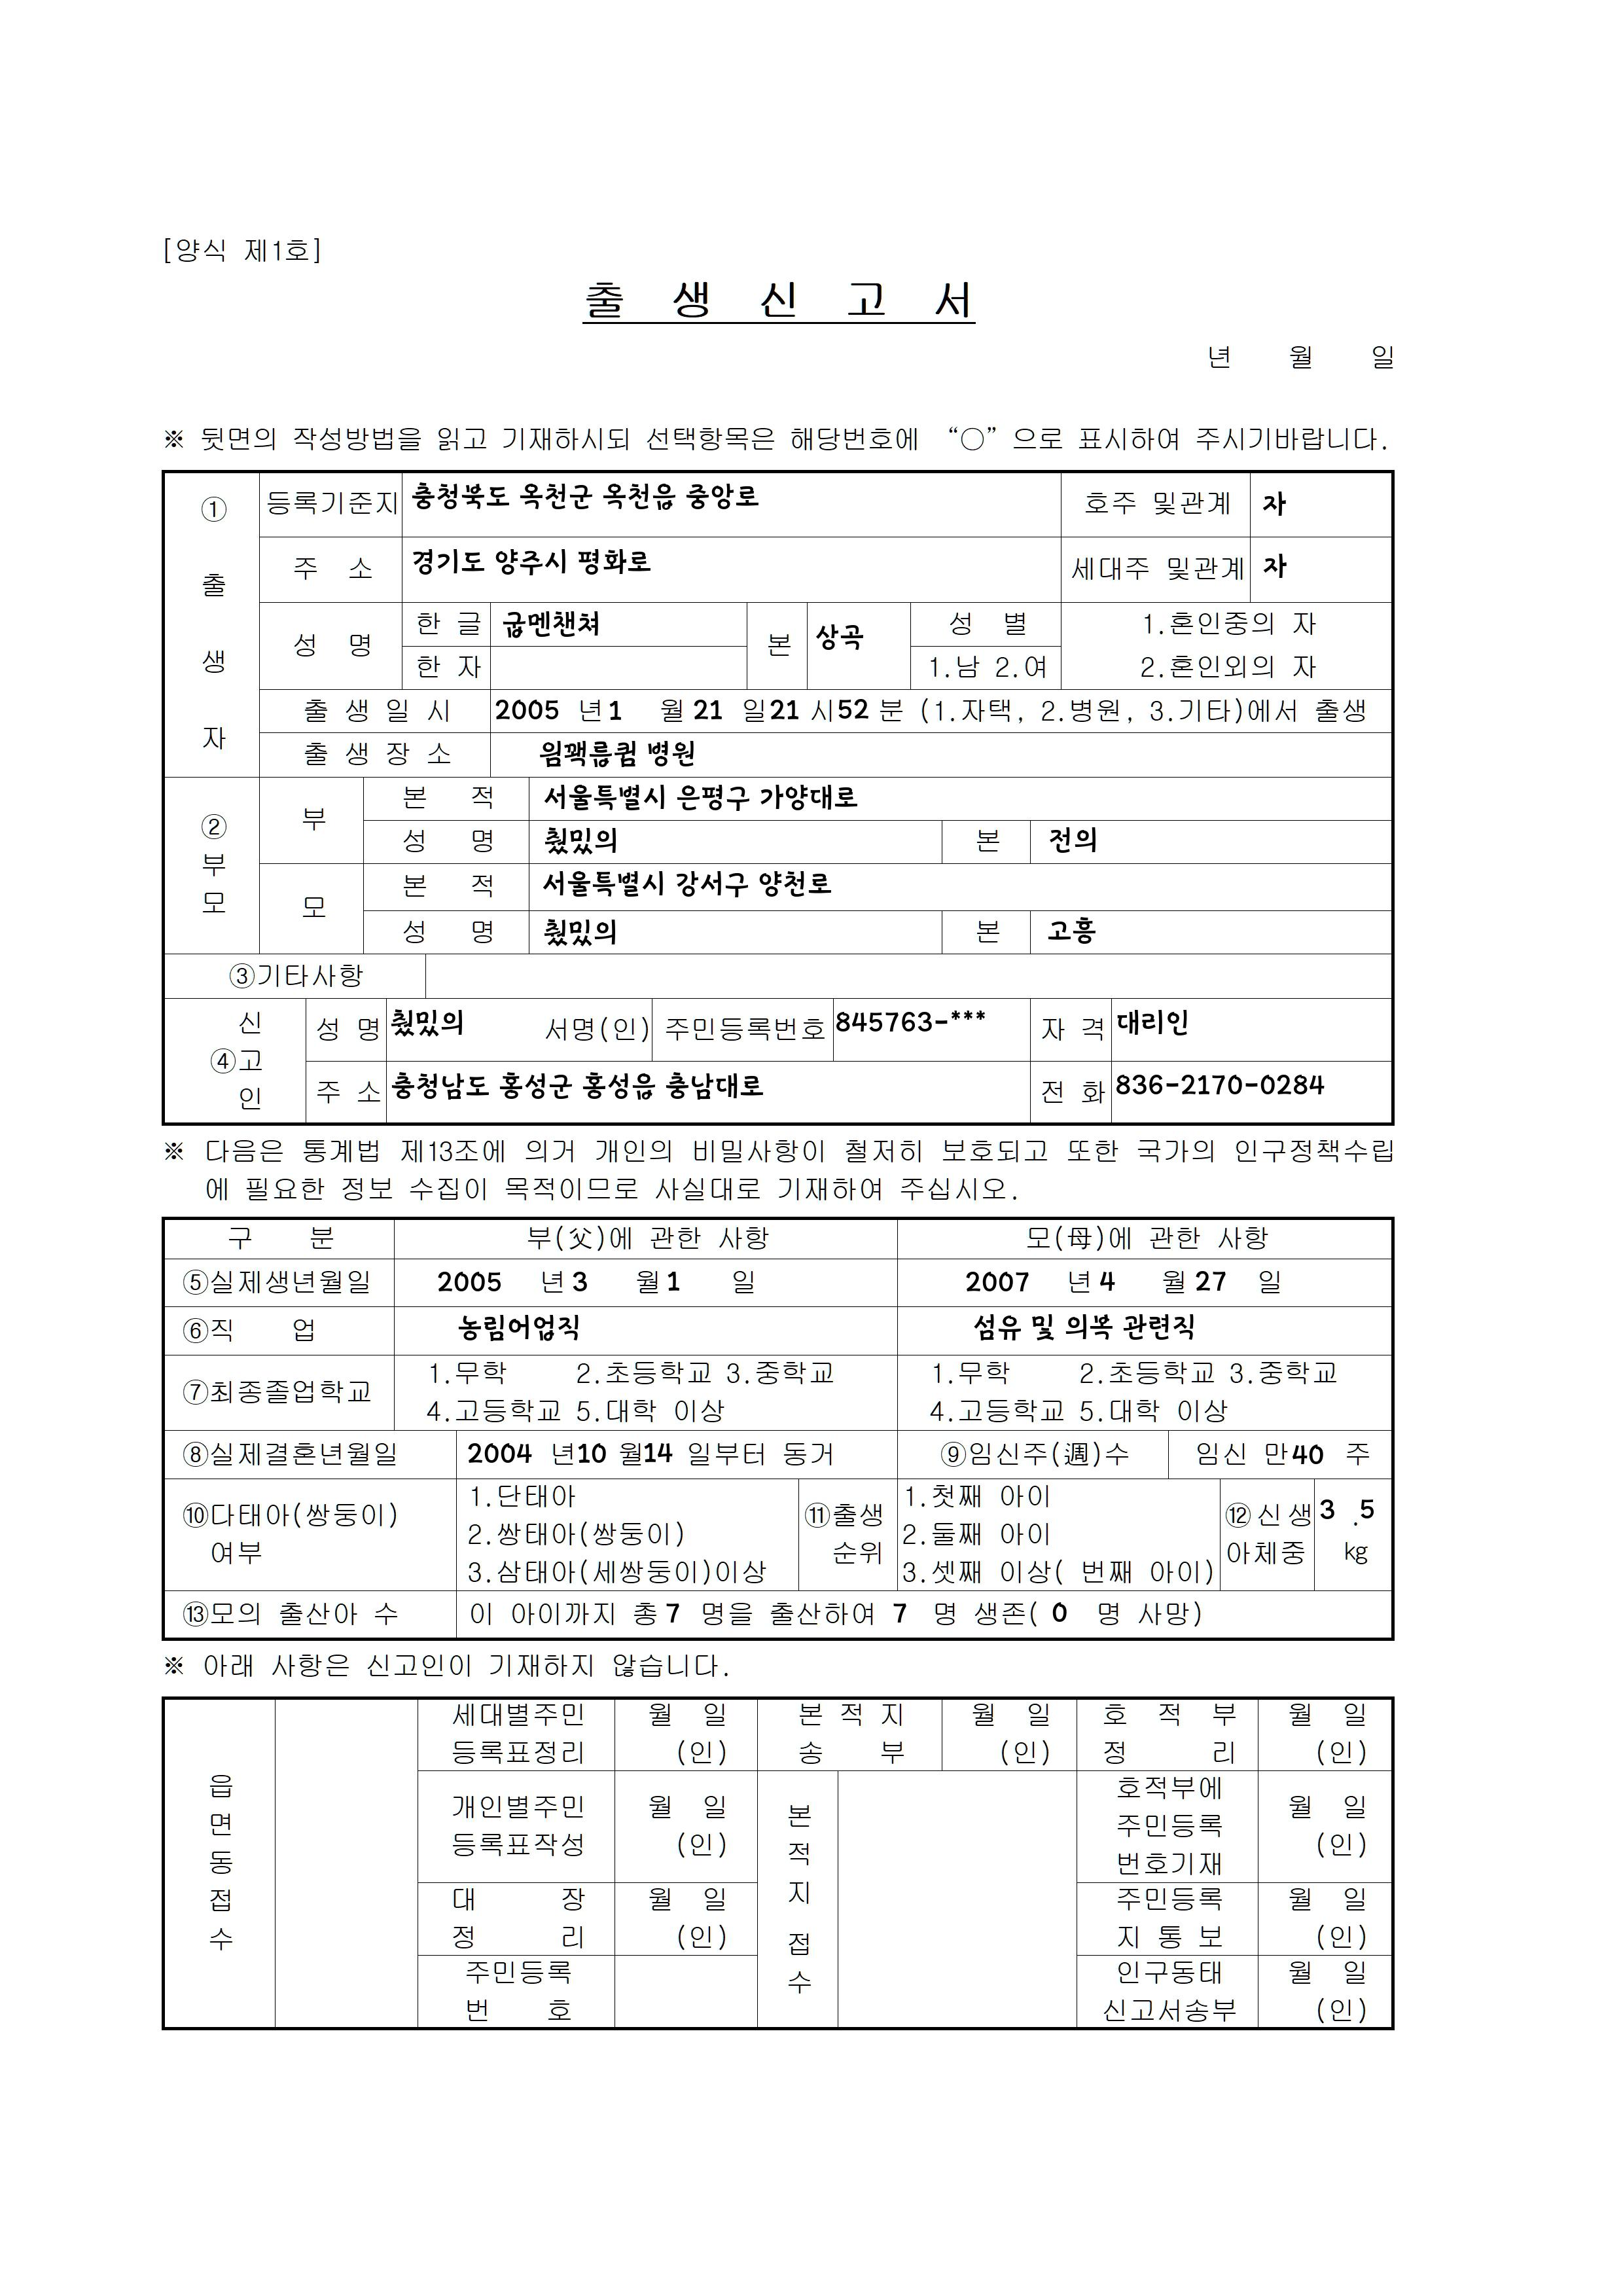 [양식 제1호]
출 생 신 고 서
년 월 일
※ 뒷면의 작성방법을 읽고 기재하시되 선택항목은 해당번호에 “○”으로 표시하여 주시기바랍니다.
① 출 생 자
등록기준지 충청북도 옥천군 옥천읍 중앙로 호주 및관계 자
주 소 경기도 양주시 평화로 세대주 및관계 자
성 명 한 글 굶멘챈쳐 본 상곡 성 별 1.혼인중의 자
한 자 1.남 2.여 2.혼인외의 자
출 생 일 시 2005 년 1 월 21 일 21 시 52 분 (1.자택, 2.병원, 3.기타)에서 출생
출 생 장 소 병원
② 부 모
부 본 적 서울특별시 은평구 가양대로
성 명 췄밌의 본 전의
모 본 적 서울특별시 강서구 양천로
성 명 췄밌의 본 고흥
③기타사항
④ 신 고 인
성 명 췄밌의 서명(인) 주민등록번호 845763-*** 자 격 대리인
주 소 충청남도 홍성군 홍성읍 충남대로 전 화 836-2170-0284
※ 다음은 통계법 제13조에 의거 개인의 비밀사항이 철저히 보호되고 또한 국가의 인구정책수립
에 필요한 정보 수집이 목적이므로 사실대로 기재하여 주십시오.
구 분 부(父)에 관한 사항 모(母)에 관한 사항
⑤실제생년월일 2005 년 3 월 1 일 2007 년 4 월 27 일
⑥직 업 농림어업직 섬유 및 의복 관련직
⑦최종졸업학교
1.무학 2.초등학교 3.중학교 1.무학 2.초등학교 3.중학교
4.고등학교 5.대학 이상 4.고등학교 5.대학 이상
⑧실제결혼년월일 2004 년 10 월 14 일부터 동거 ⑨임신주(週)수 임신 만 40 주
⑩다태아(쌍둥이) 여부
1.단태아
2.쌍태아(쌍둥이)
3.삼태아(세쌍둥이)이상
⑪출생 순위
1.첫째 아이
2.둘째 아이
3.셋째 이상( 번째 아이)
⑫신생 아체중
3 .5
kg
⑬모의 출산아 수 이 아이까지 총 7 명을 출산하여 7 명 생존( 0 명 사망)
※ 아래 사항은 신고인이 기재하지 않습니다.
읍 면 동 접 수
세대별주민 월 일 본 적 지 월 일 호 적 부 월 일
등록표정리 (인) 송 부 (인) 정 리 (인)
본 적 지 접 수
개인별주민 월 일
등록표작성 (인)
호적부에
주민등록 월 일
번호기재 (인)
대 장 월 일 주민등록 월 일
정 리 (인) 지 통 보 (인)
주민등록 인구동태 월 일
번 호 신고서송부 (인)